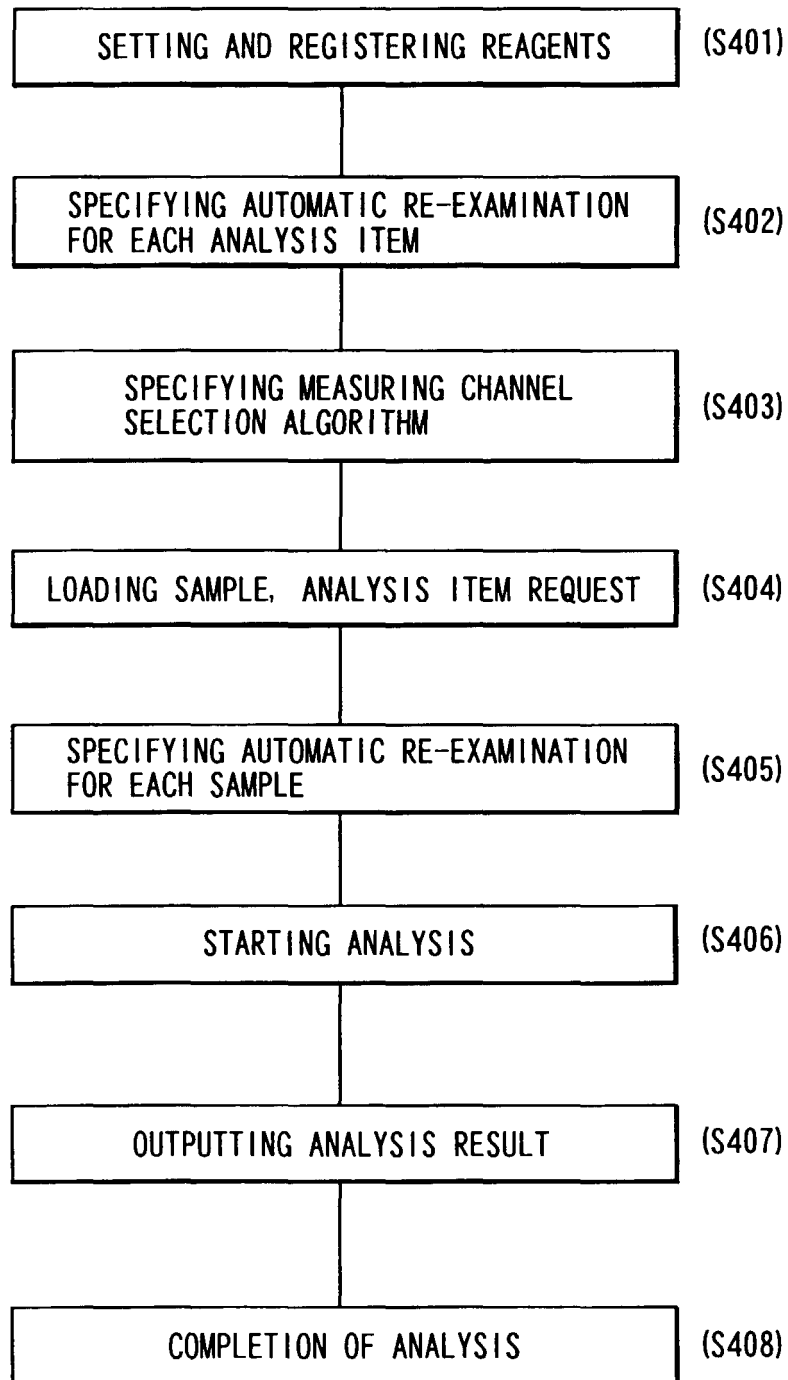 SETTING AND REGISTERING REAGENTS (S401)
SPECIFYING AUTOMATIC RE-EXAMINATION
FOR EACH ANALYSIS ITEM
(S402)
SPECIFYING MEASURING CHANNEL
SELECTION ALGORITHM
(S403)
LOADING SAMPLE, ANALYSIS ITEM REQUEST (S404)
SPECIFYING AUTOMATIC RE-EXAMINATION
FOR EACH SAMPLE
(S405)
STARTING ANALYSIS (S406)
OUTPUTTING ANALYSIS RESULT (S407)
COMPLETION OF ANALYSIS (S408)